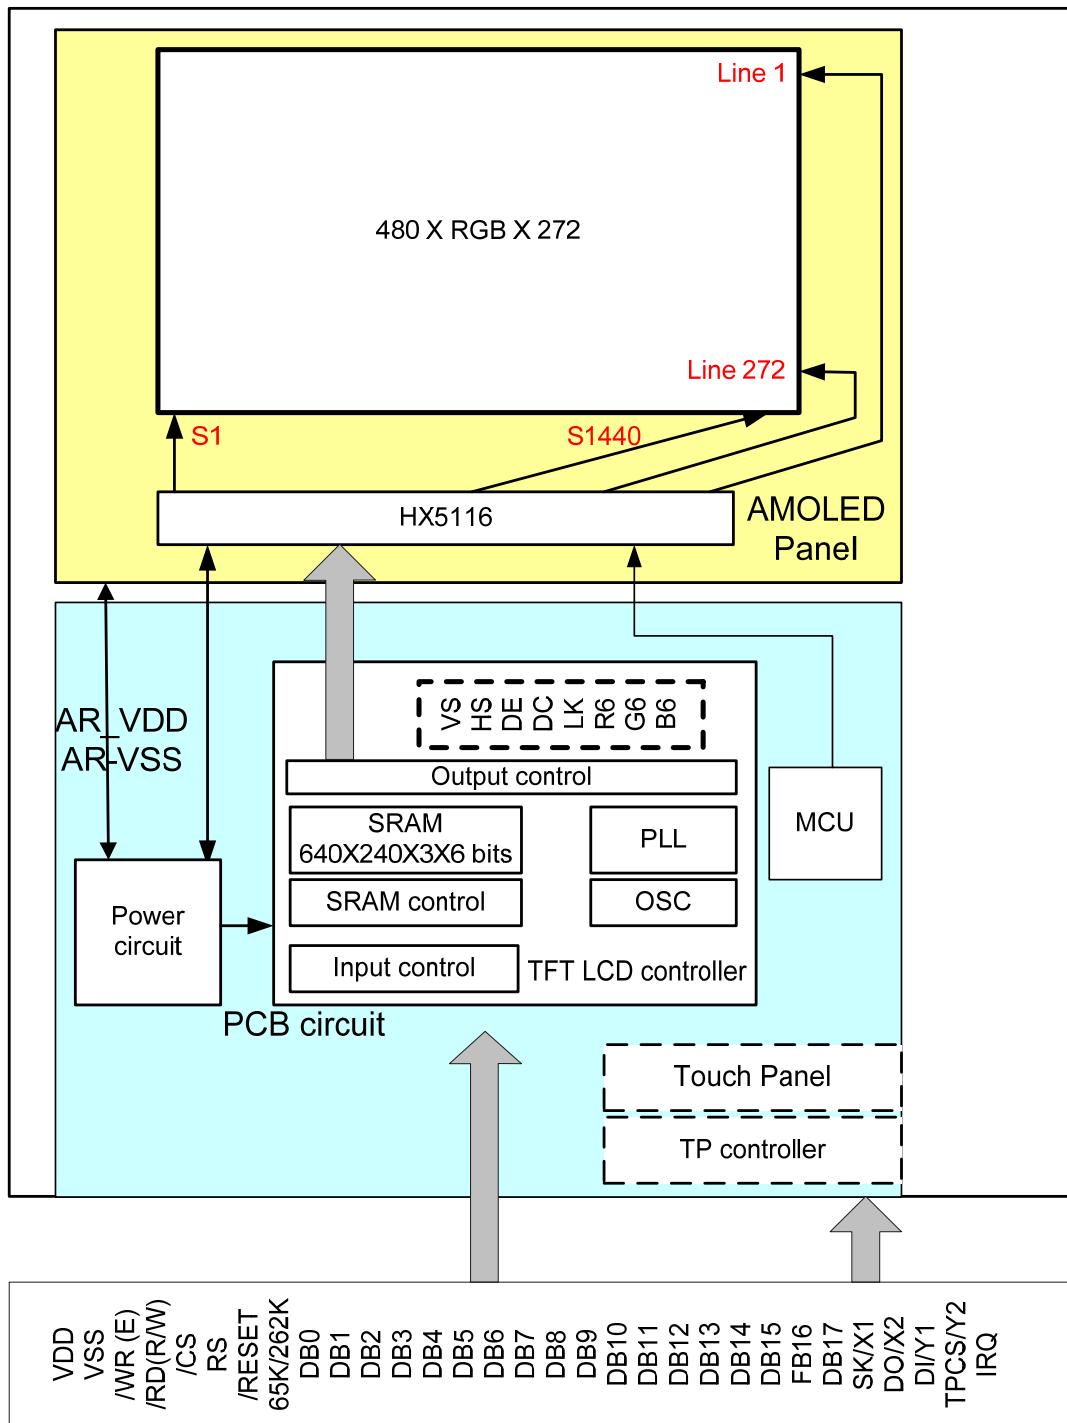 Line 1
480 X RGB X 272
Line 272
S1
S1440
HX5116
AMOLED
Panel
AR_VDD
AR-VSS
VS
HS
DE
DC
LK
R6
G6
B6
Output control
SRAM
640X240X3X6 bits
PLL
MCU
SRAM control
OSC
Power
circuit
Input control
TFT LCD controller
PCB circuit
Touch Panel
TP controller
VDD
VSS
/WR (E)
/RD(R/W)
/CS
RS
/RESET
65K/262K
DB0
DB1
DB2
DB3
DB4
DB5
DB6
DB7
DB8
DB9
DB10
DB11
DB12
DB13
DB14
DB15
FB16
DB17
SK/X1
DO/X2
DI/Y1
TPCS/Y2
IRQ